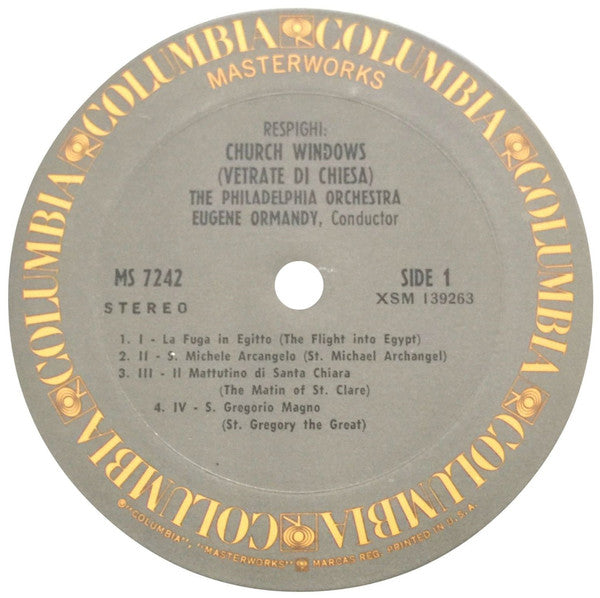 COLUMBIA COLUMBIA COLUMBIA COLUMBIA COLUMBIA COLUMBIA
MASTERWORKS
RESPIGHI:
CHURCH WINDOWS
(VETRATE DI CHIESA)
THE PHILADELPHIA ORCHESTRA
EUGENE ORMANDY, Conductor
MS 7242
SIDE 1
STEREO
XSM 139263
1. I - La Fuga in Egitto (The Flight into Egypt)
2. II - S. Michele Arcangelo (St. Michael Archangel)
3. III - Il Mattutino di Santa Chiara
(The Matin of St. Clare)
4. IV - S. Gregorio Magno
(St. Gregory the Great)
® "COLUMBIA", "MASTERWORKS" MARCAS REG. PRINTED IN U.S.A.